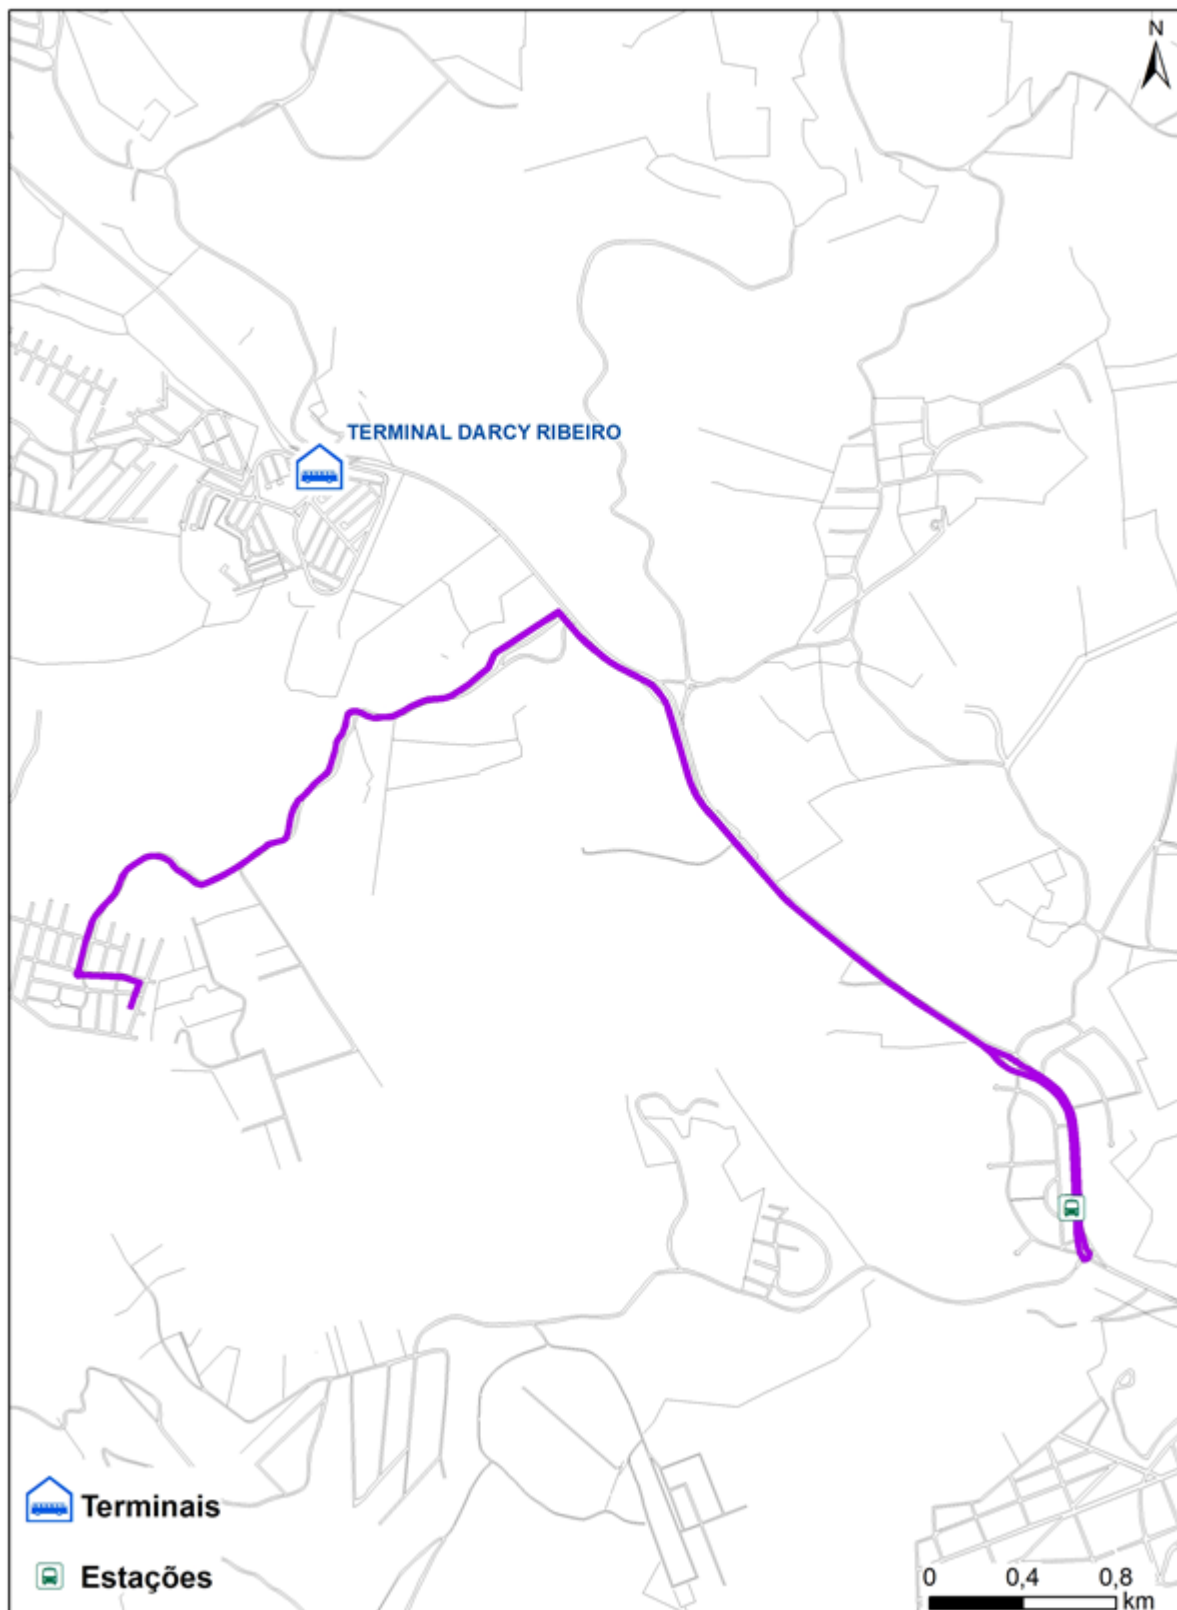 N
TERMINAL DARCY RIBEIRO
Terminais
Estações
0 0,4 0,8
km